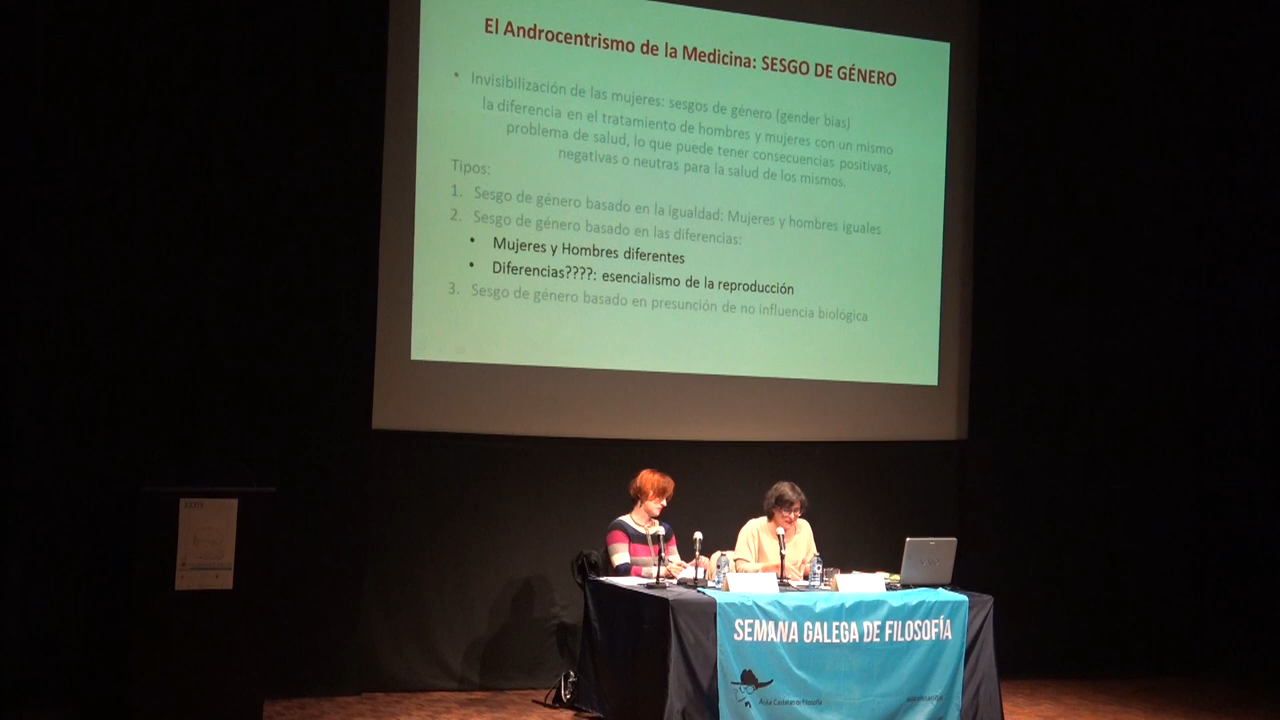 El Androcentrismo de la Medicina: SESGO DE GÉNERO
• Invisibilización de las mujeres: sesgos de género (gender bias)
la diferencia en el tratamiento de hombres y mujeres con un mismo
problema de salud, lo que puede tener consecuencias positivas,
negativas o neutras para la salud de los mismos.
Tipos:
1. Sesgo de género basado en la igualdad: Mujeres y hombres iguales
2. Sesgo de género basado en las diferencias:
• Mujeres y Hombres diferentes
• Diferencias????: esencialismo de la reproducción
3. Sesgo de género basado en presunción de no influencia biológica
XXXIV
SEMANA GALEGA DE FILOSOFÍA
Aula Castelao de Filosofía